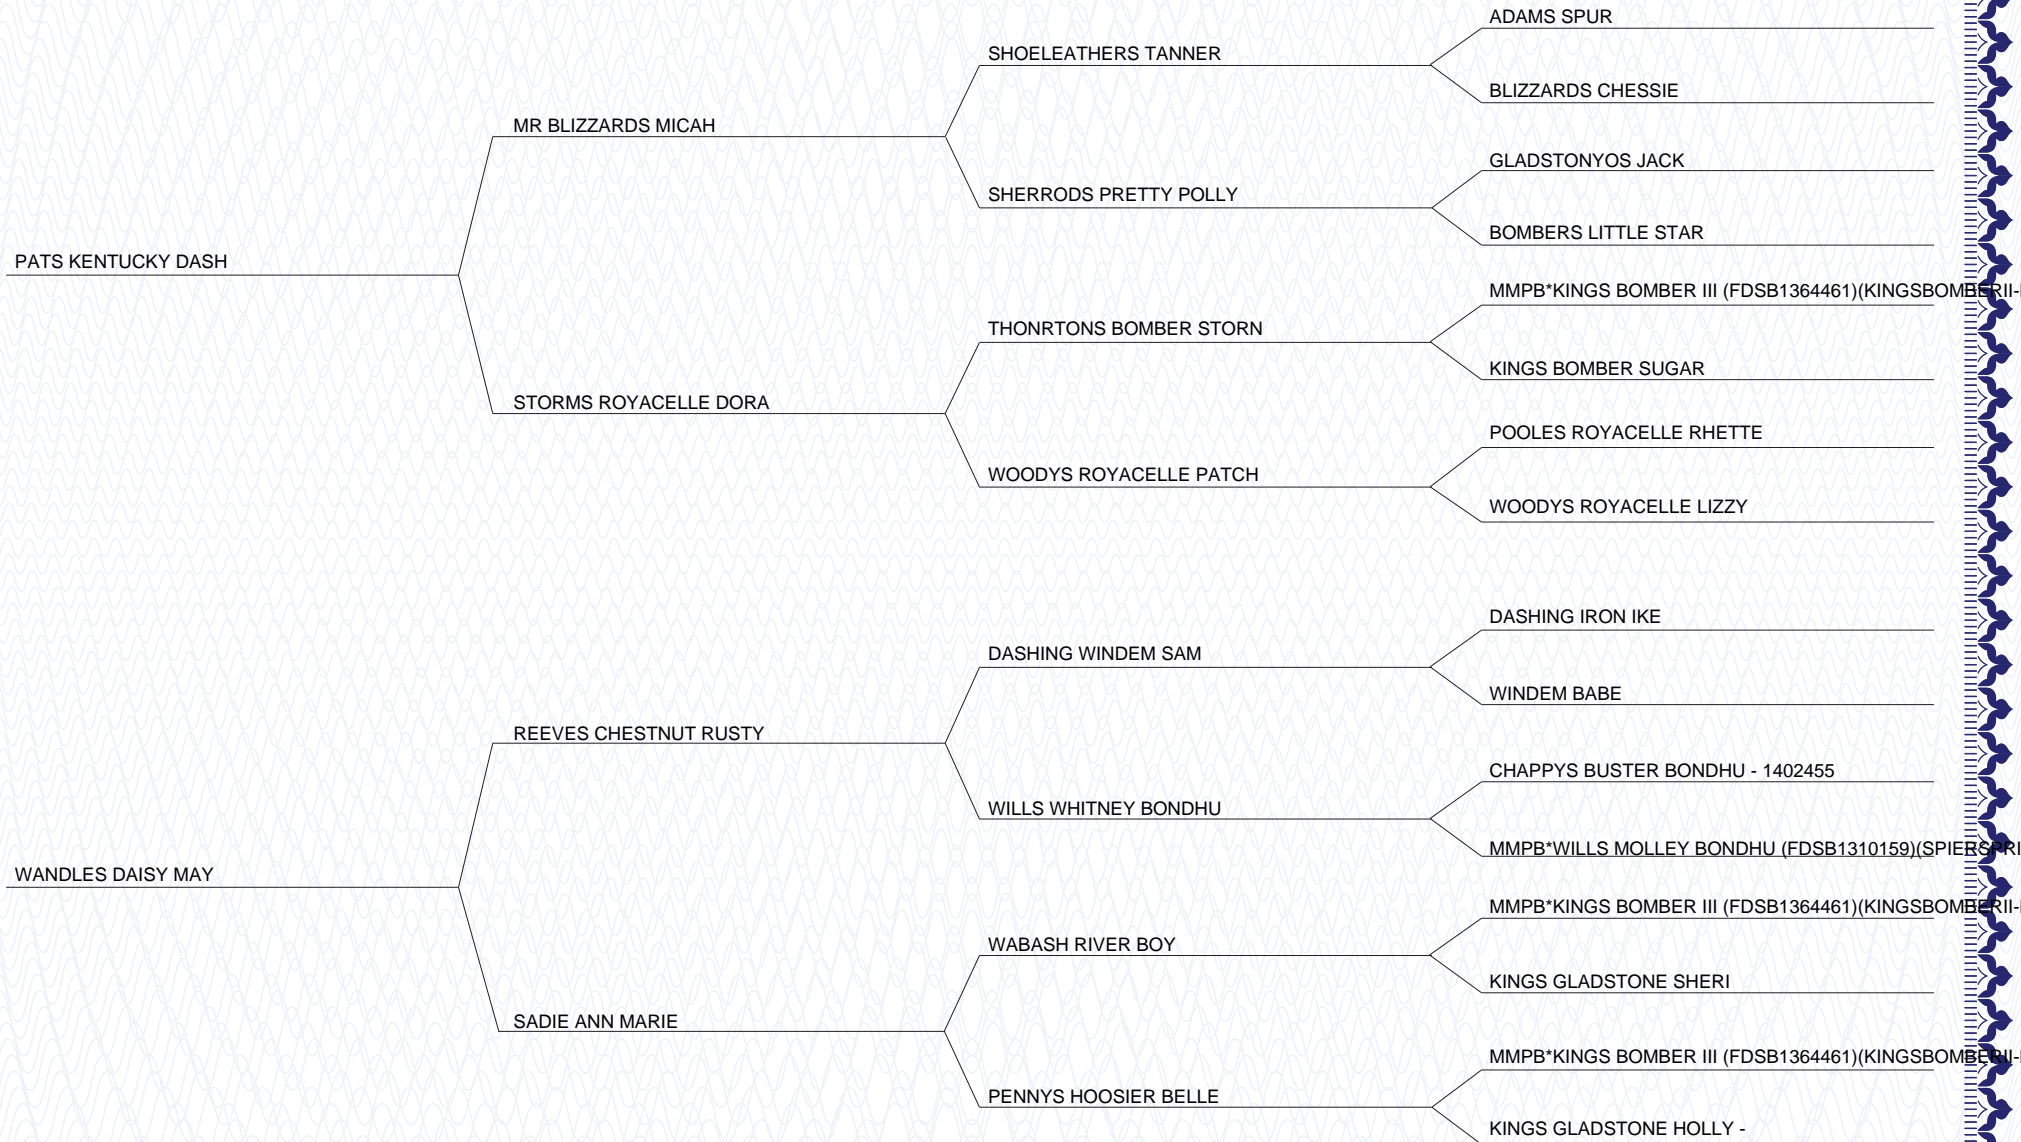 ADAMS SPUR
SHOELEATHERS TANNER
BLIZZARDS CHESSIE
MR BLIZZARDS MICAH
GLADSTONYOS JACK
SHERRODS PRETTY POLLY
BOMBERS LITTLE STAR
PATS KENTUCKY DASH
MMPB*KINGS BOMBER III (FDSB1364461)(KINGSBOMBERII-
THONRTONS BOMBER STORN
KINGS BOMBER SUGAR
STORMS ROYACELLE DORA
POOLES ROYACELLE RHETTE
WOODYS ROYACELLE PATCH
WOODYS ROYACELLE LIZZY
DASHING IRON IKE
DASHING WINDEM SAM
WINDEM BABE
REEVES CHESTNUT RUSTY
CHAPPYS BUSTER BONDHU - 1402455
WILLS WHITNEY BONDHU
MMPB*WILLS MOLLEY BONDHU (FDSB1310159)(SPIERSPRI
WANDLES DAISY MAY
MMPB*KINGS BOMBER III (FDSB1364461)(KINGSBOMBERII-
WABASH RIVER BOY
KINGS GLADSTONE SHERI
SADIE ANN MARIE
MMPB*KINGS BOMBER III (FDSB1364461)(KINGSBOMBERII-
PENNYS HOOSIER BELLE
KINGS GLADSTONE HOLLY -